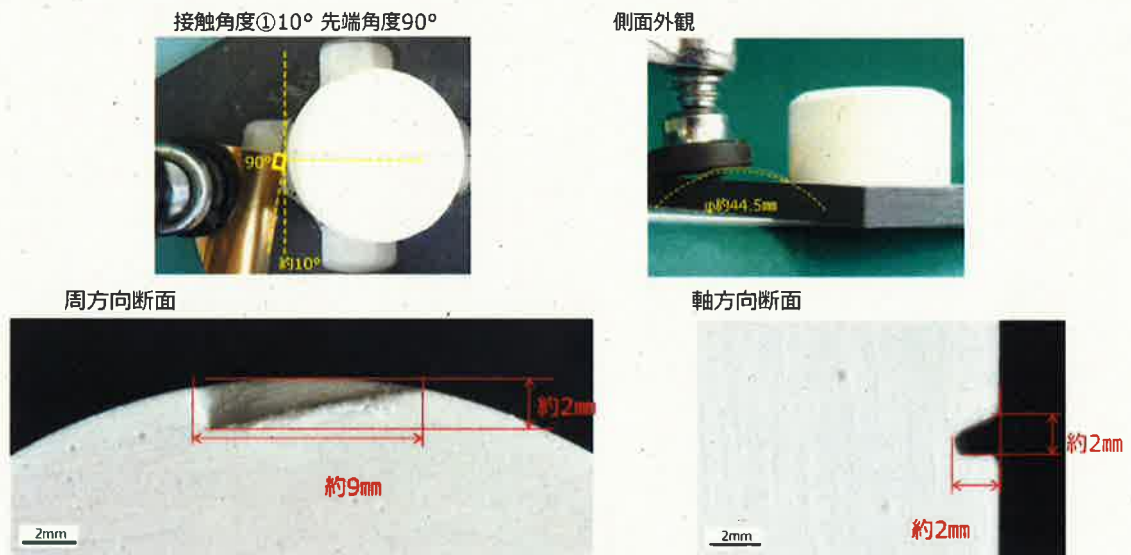 接触角度①10° 先端角度90°
側面外観
90°
約10°
φ約44.5mm
周方向断面
軸方向断面
約2mm
約9mm
2mm
約2mm
約2mm
2mm